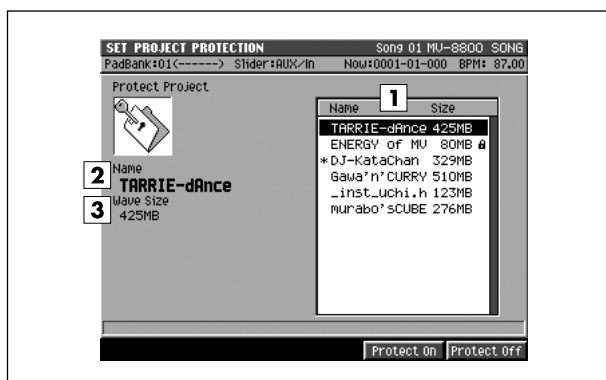 SET PROJECT PROTECTION Song 01 MV-8800 SONG
PadBank:01(------) Slider:AUX/In Now:0001-01-000 BPM: 87.00
Protect Project
1
Name Size
TARRIE-dAnce 425MB
ENERGY of MV 80MB
*DJ-KataChan 329MB
Gawa'n'CURRY 510MB
_inst_uchi.h 123MB
murabo'sCUBE 276MB
2
Name
TARRIE-dAnce
3
Wave Size
425MB
Protect On Protect Off